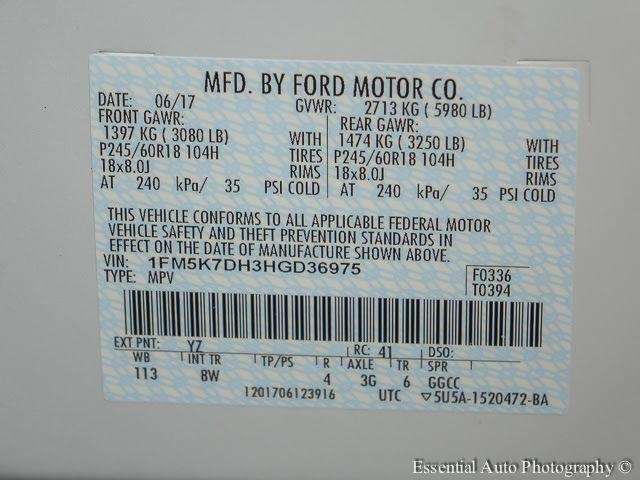 MFD. BY FORD MOTOR CO.
DATE: 06/17 GVWR: 2713 KG ( 5980 LB)
FRONT GAWR: REAR GAWR:
1397 KG ( 3080 LB) WITH 1474 KG ( 3250 LB) WITH
P245/60R18 104H TIRES P245/60R18 104H TIRES
18x8.0J RIMS 18x8.0J RIMS
AT 240 kPa/ 35 PSI COLD AT 240 kPa/ 35 PSI COLD
THIS VEHICLE CONFORMS TO ALL APPLICABLE FEDERAL MOTOR
VEHICLE SAFETY AND THEFT PREVENTION STANDARDS IN
EFFECT ON THE DATE OF MANUFACTURE SHOWN ABOVE.
VIN: 1FM5K7DH3HGD36975 F0336
TYPE: MPV T0394
EXT PNT: YZ RC: 41 DSO:
WB INT TR TP/PS R AXLE TR SPR
113 8W 4 3G 6 GGCC
1201706123916 UTC ▽5U5A-1520472-BA
Essential Auto Photography ©